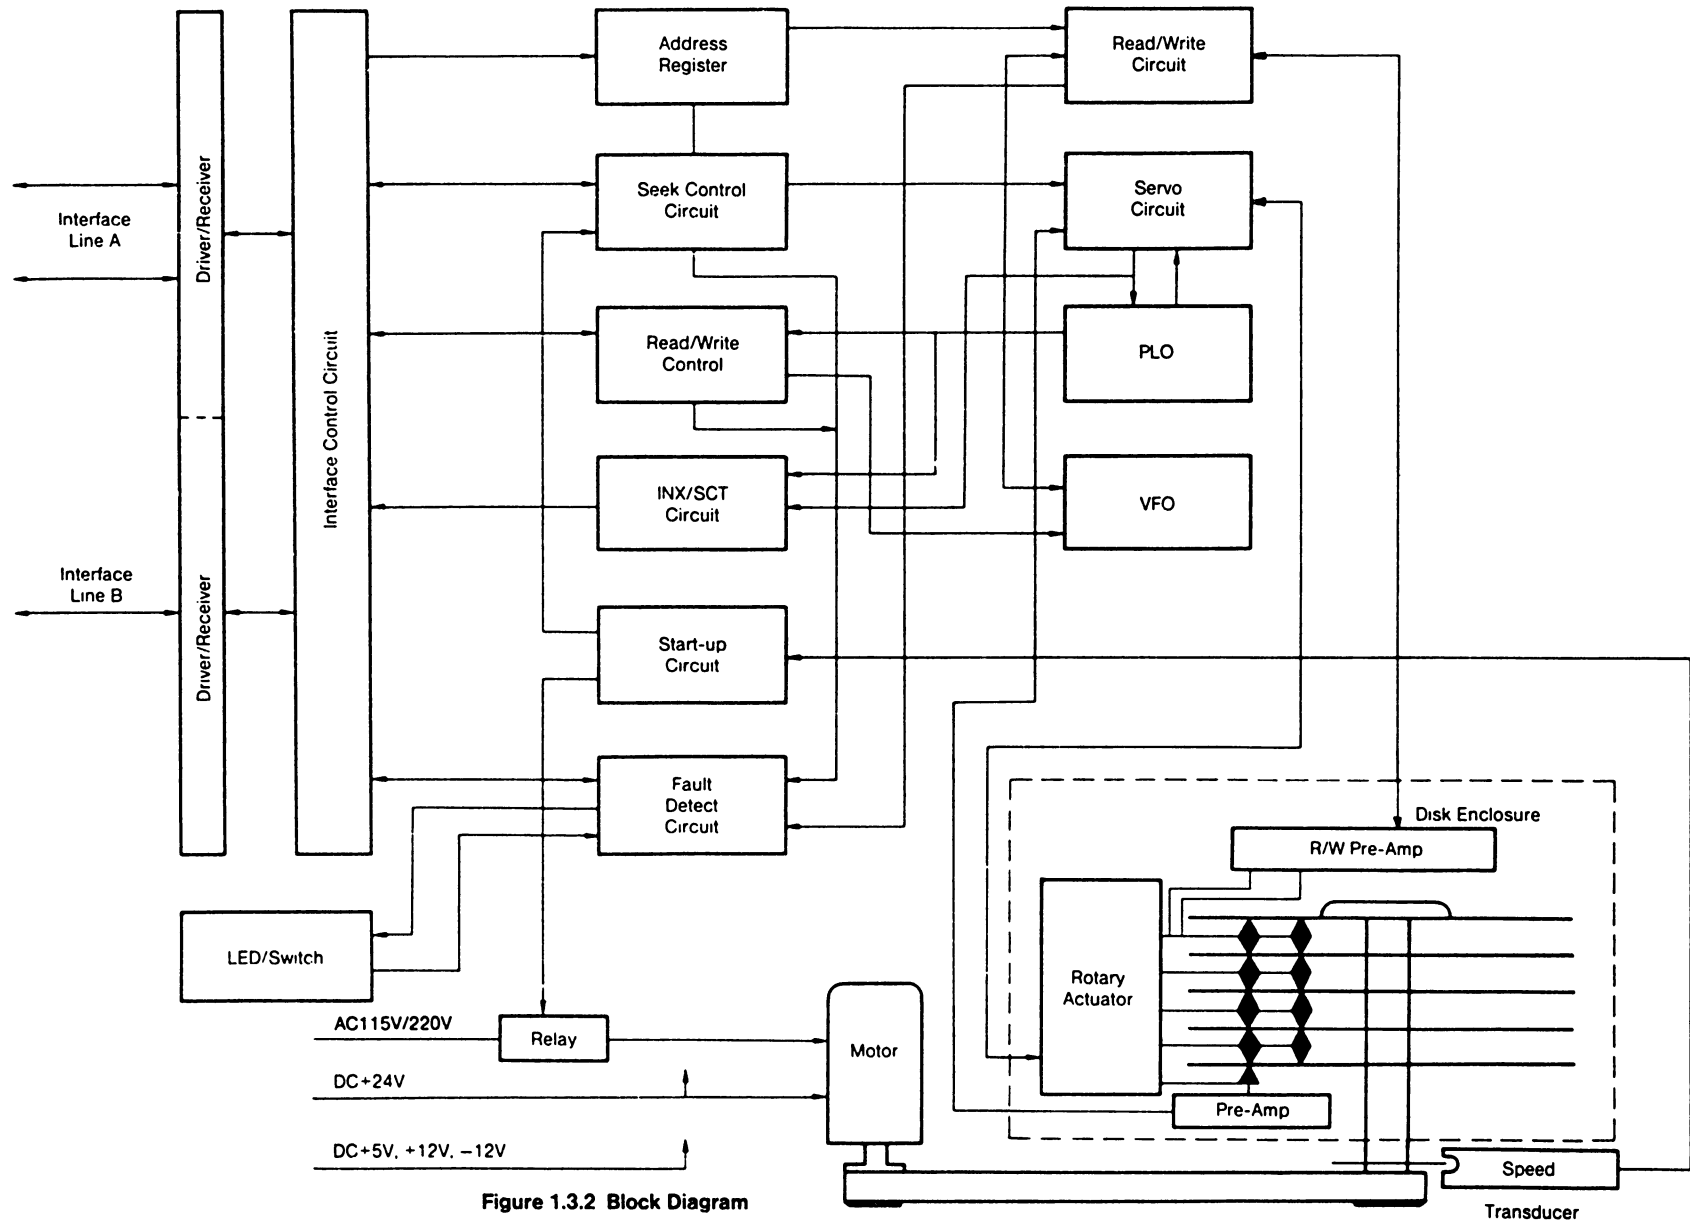 Address
Register
Read/Write
Circuit
Driver/Receiver
Interface
Line A
Interface Control Circuit
Seek Control
Circuit
Servo
Circuit
Read/Write
Control
PLO
INX/SCT
Circuit
VFO
Interface
Line B
Driver/Receiver
Start-up
Circuit
Fault
Detect
Circuit
Disk Enclosure
R/W Pre-Amp
LED/Switch
Rotary
Actuator
AC115V/220V
Relay
Motor
DC+24V
Pre-Amp
DC+5V, +12V, −12V
Speed
Transducer
Figure 1.3.2 Block Diagram